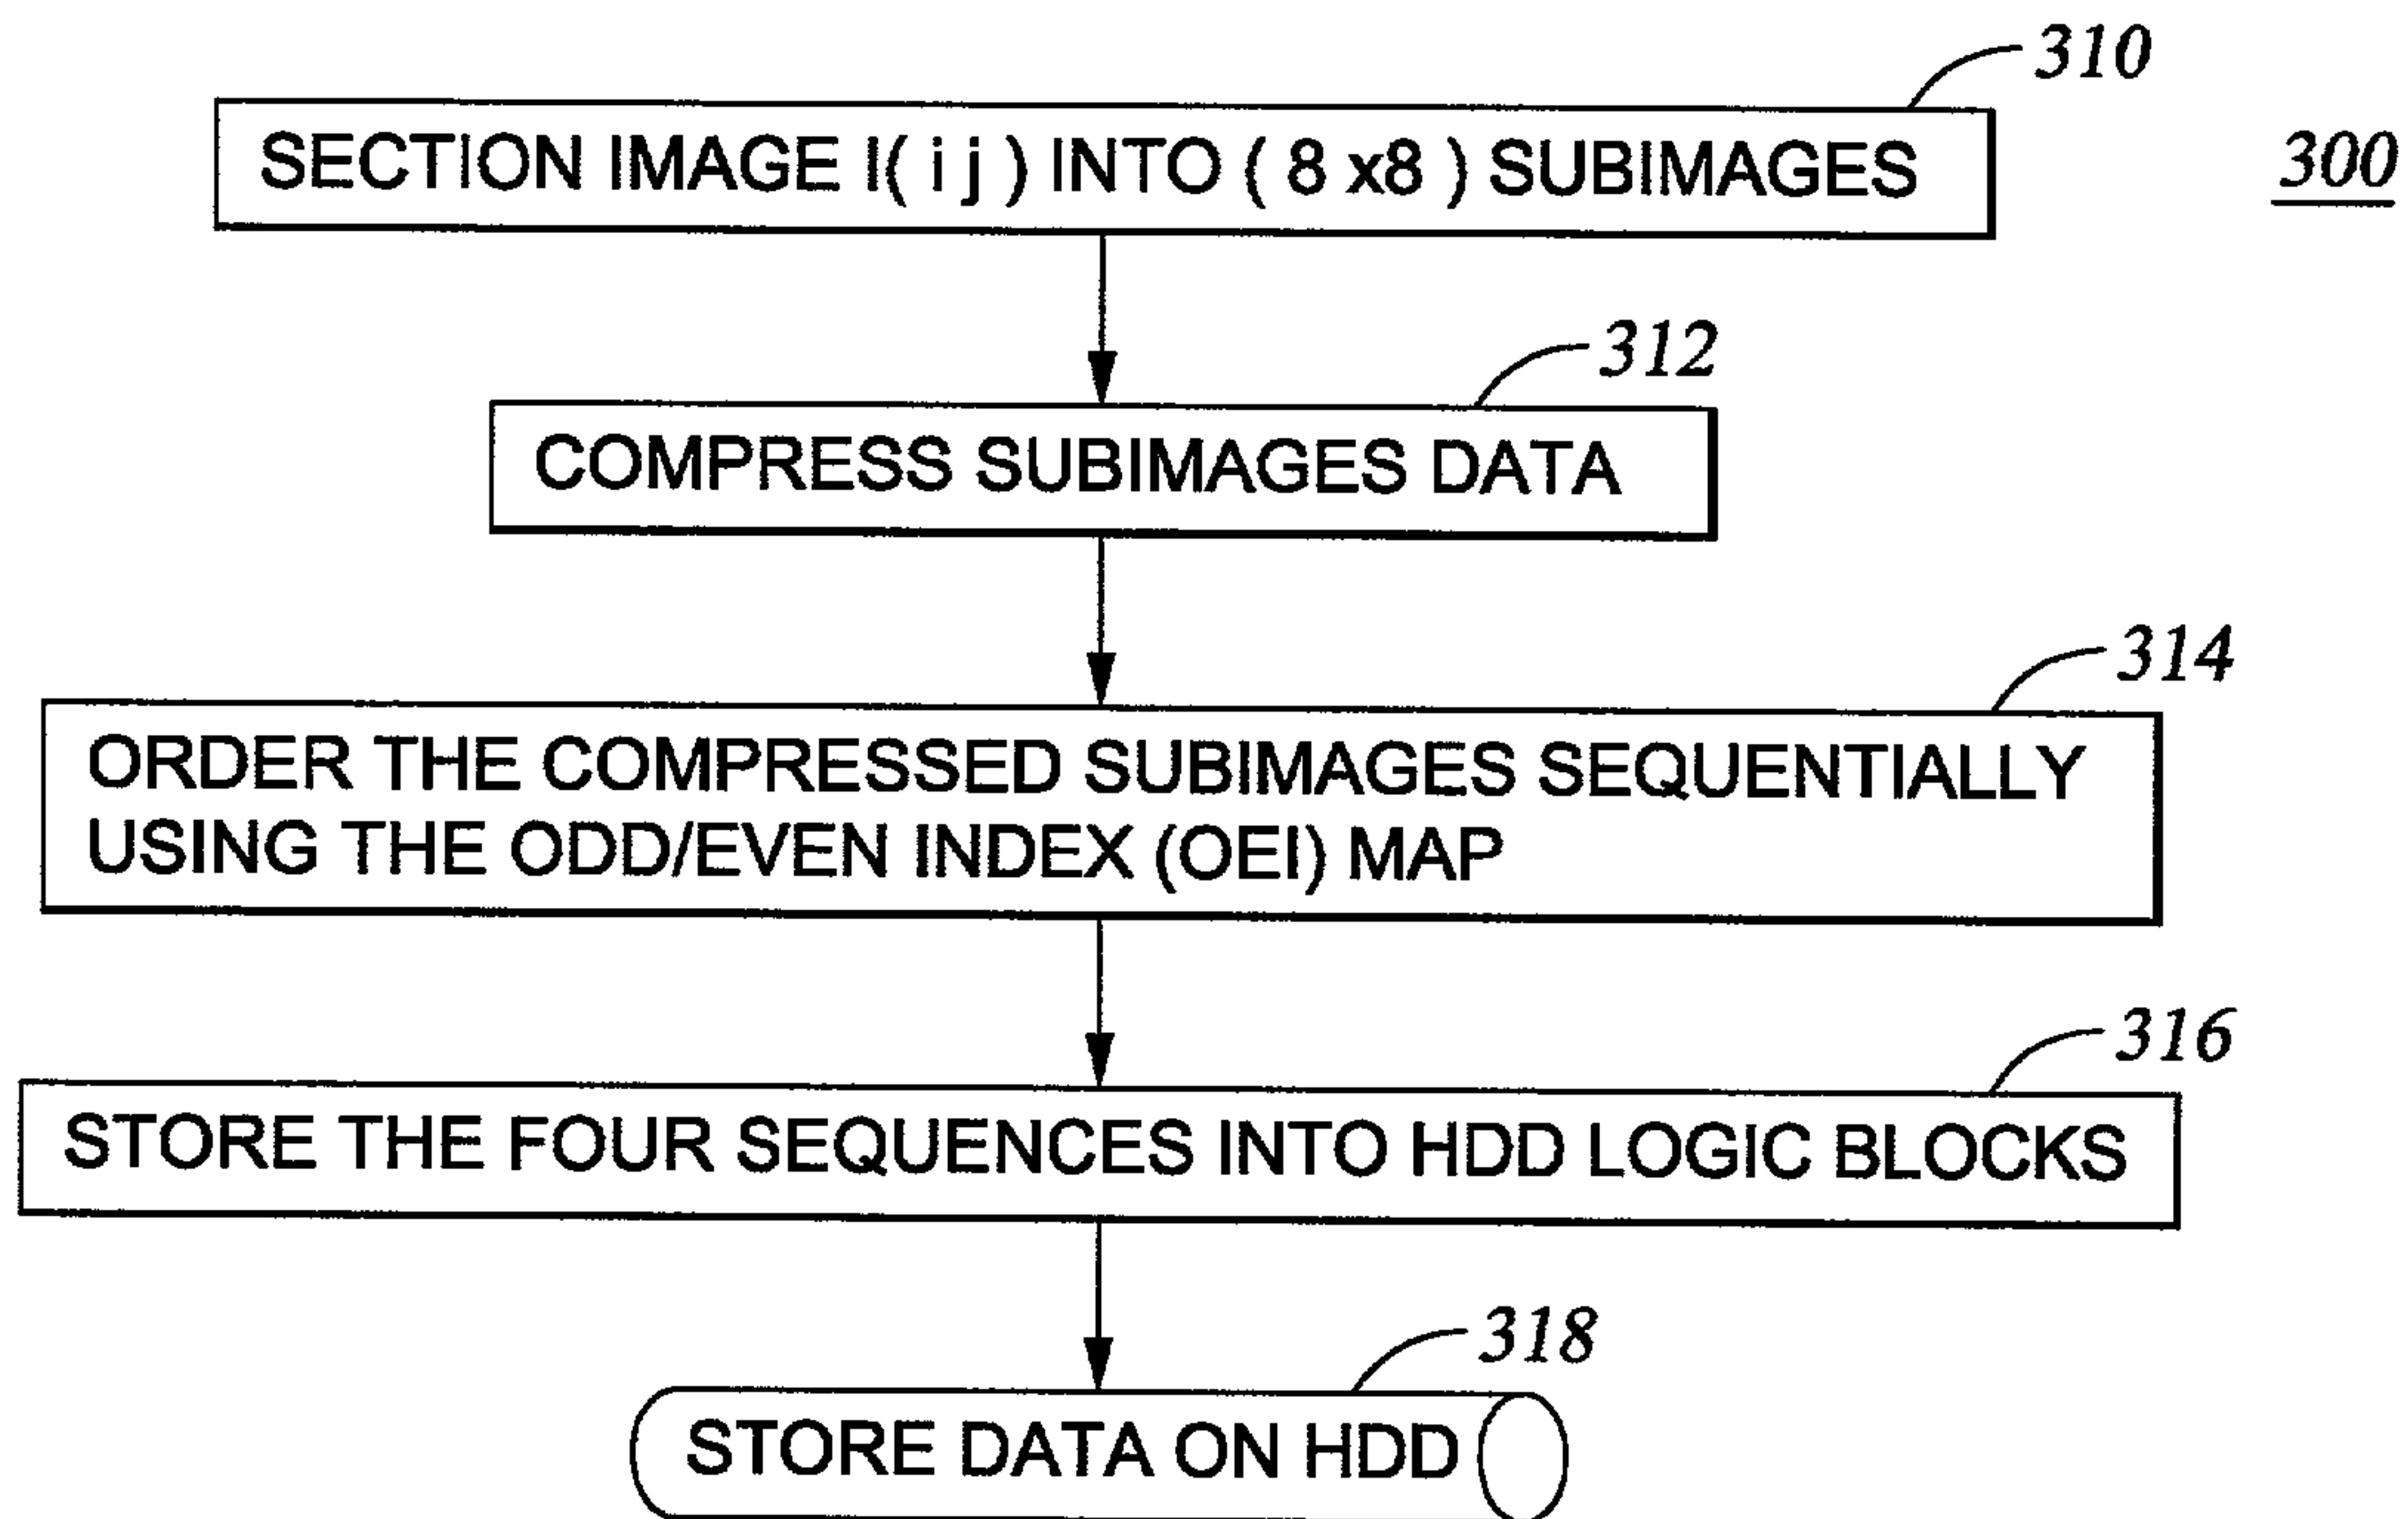 310
SECTION IMAGE I( i j ) INTO ( 8 x8 ) SUBIMAGES
300
312
COMPRESS SUBIMAGES DATA
314
ORDER THE COMPRESSED SUBIMAGES SEQUENTIALLY
USING THE ODD/EVEN INDEX (OEI) MAP
316
STORE THE FOUR SEQUENCES INTO HDD LOGIC BLOCKS
318
STORE DATA ON HDD